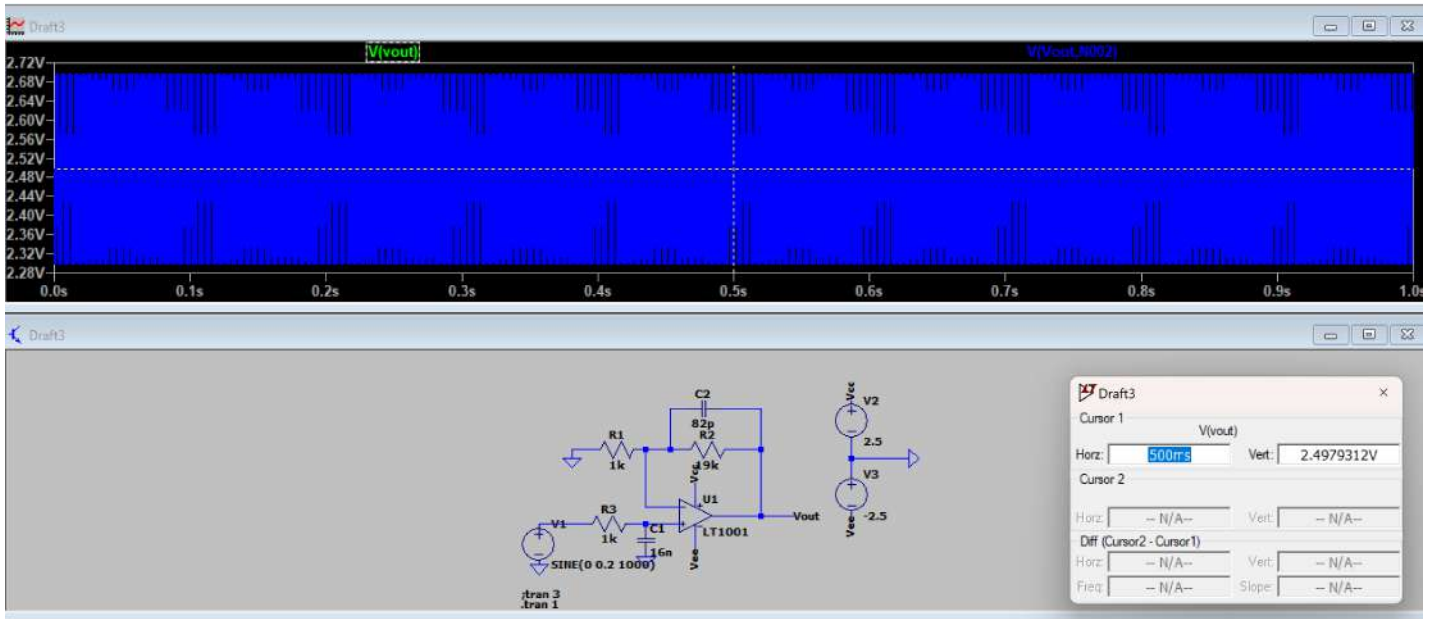 Draft3
V(vout) V(Vout,N002)
2.72V
2.68V
2.64V
2.60V
2.56V
2.52V
2.48V
2.44V
2.40V
2.36V
2.32V
2.28V
0.0s 0.1s 0.2s 0.3s 0.4s 0.5s 0.6s 0.7s 0.8s 0.9s 1.0s
Draft3
C2
82p
R2
19k
R1
1k
Vcc
U1
LT1001
Vee
Vout
R3
1k
C1
16n
V1
SINE(0 0.2 1000)
;tran 3
.tran 1
Vcc
V2
2.5
V3
-2.5
Vee
Draft3
Cursor 1
V(vout)
Horz: 500ms Vert: 2.4979312V
Cursor 2
Horz: -- N/A-- Vert: -- N/A--
Diff (Cursor2 - Cursor1)
Horz: -- N/A-- Vert: -- N/A--
Freq: -- N/A-- Slope: -- N/A--